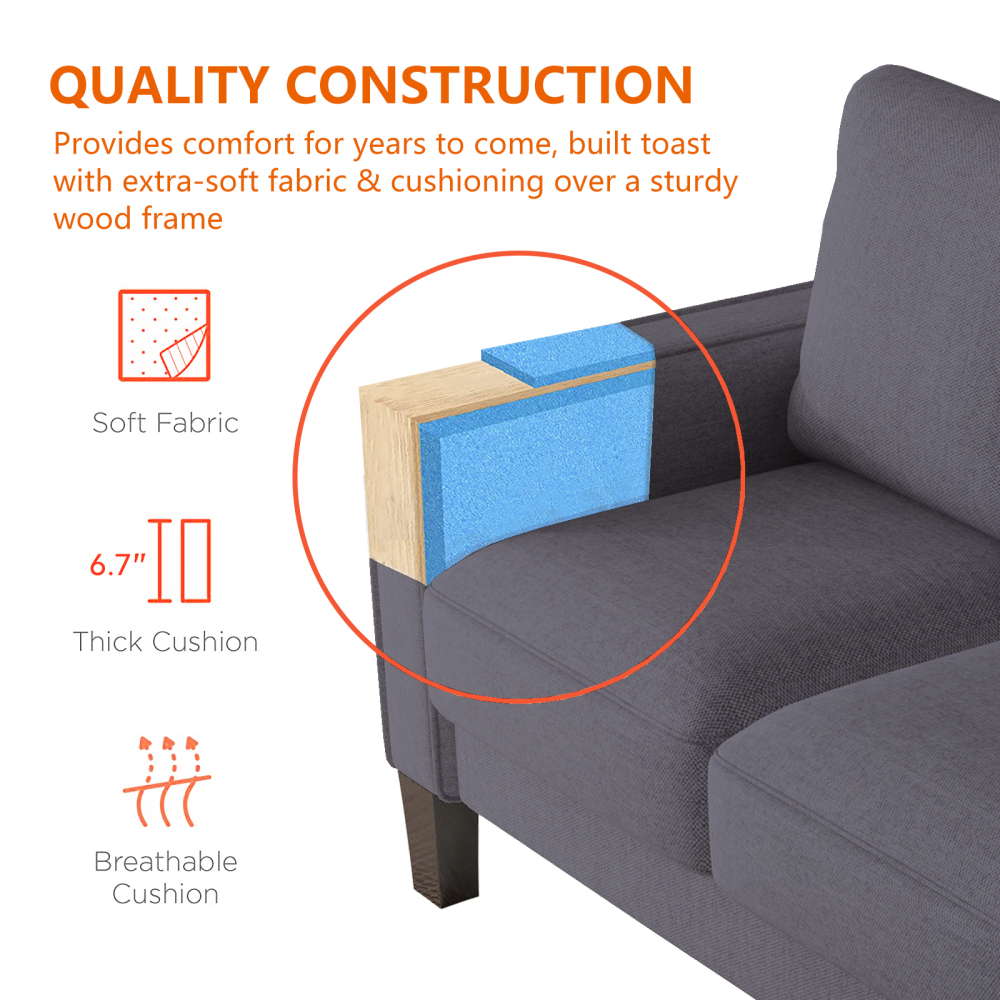 QUALITY CONSTRUCTION
Provides comfort for years to come, built toast
with extra-soft fabric & cushioning over a sturdy
wood frame
Soft Fabric
6.7"
Thick Cushion
Breathable
Cushion